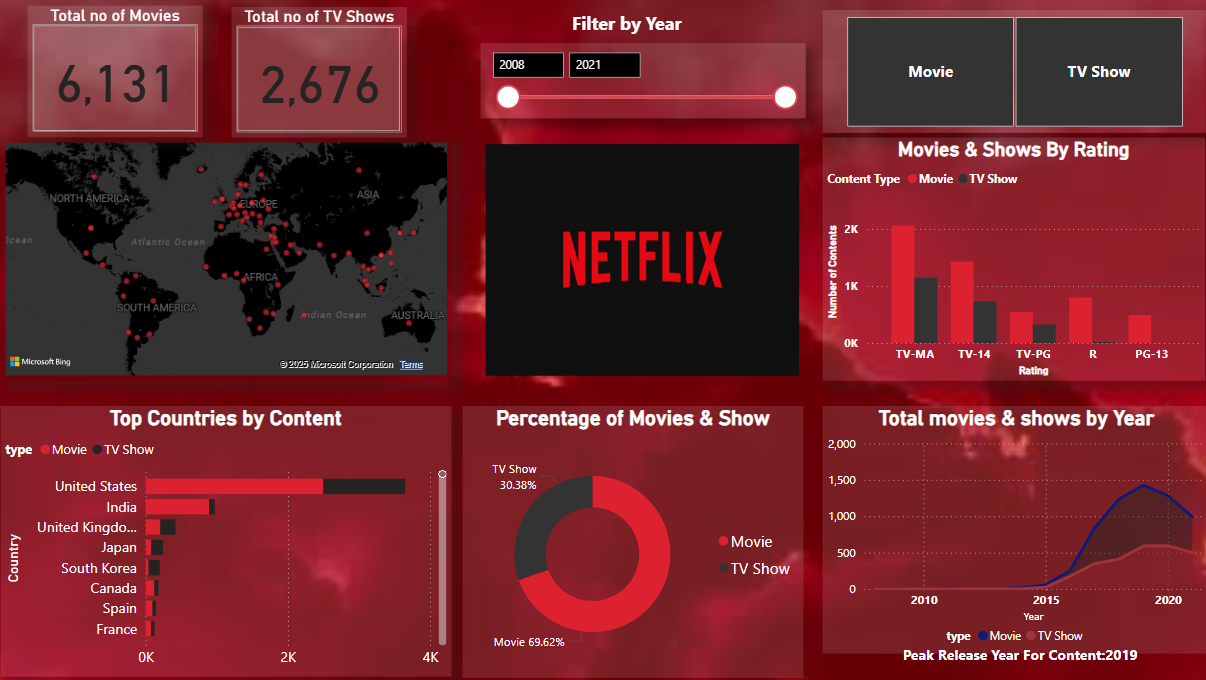 Total no of Movies
6,131
Total no of TV Shows
2,676
Filter by Year
2008
2021
Movie
TV Show
NORTH AMERICA
EUROPE
ASIA
Ocean
Atlantic Ocean
AFRICA
SOUTH AMERICA
Indian Ocean
AUSTRALIA
Microsoft Bing
© 2025 Microsoft Corporation Terms
NETFLIX
Movies & Shows By Rating
Content Type Movie TV Show
Number of Contents
2K
1K
0K
TV-MA TV-14 TV-PG R PG-13
Rating
Top Countries by Content
type Movie TV Show
Country
United States
India
United Kingdo...
Japan
South Korea
Canada
Spain
France
0K 2K 4K
Percentage of Movies & Show
TV Show
30.38%
Movie
TV Show
Movie 69.62%
Total movies & shows by Year
2,000
1,500
1,000
500
0
2010 2015 2020
Year
type Movie TV Show
Peak Release Year For Content:2019